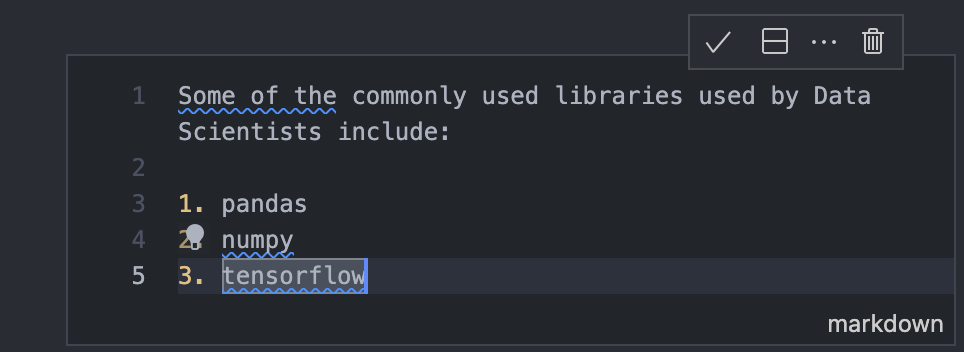 1 Some of the commonly used libraries used by Data
Scientists include:
2
3 1. pandas
4 2. numpy
5 3. tensorflow
markdown